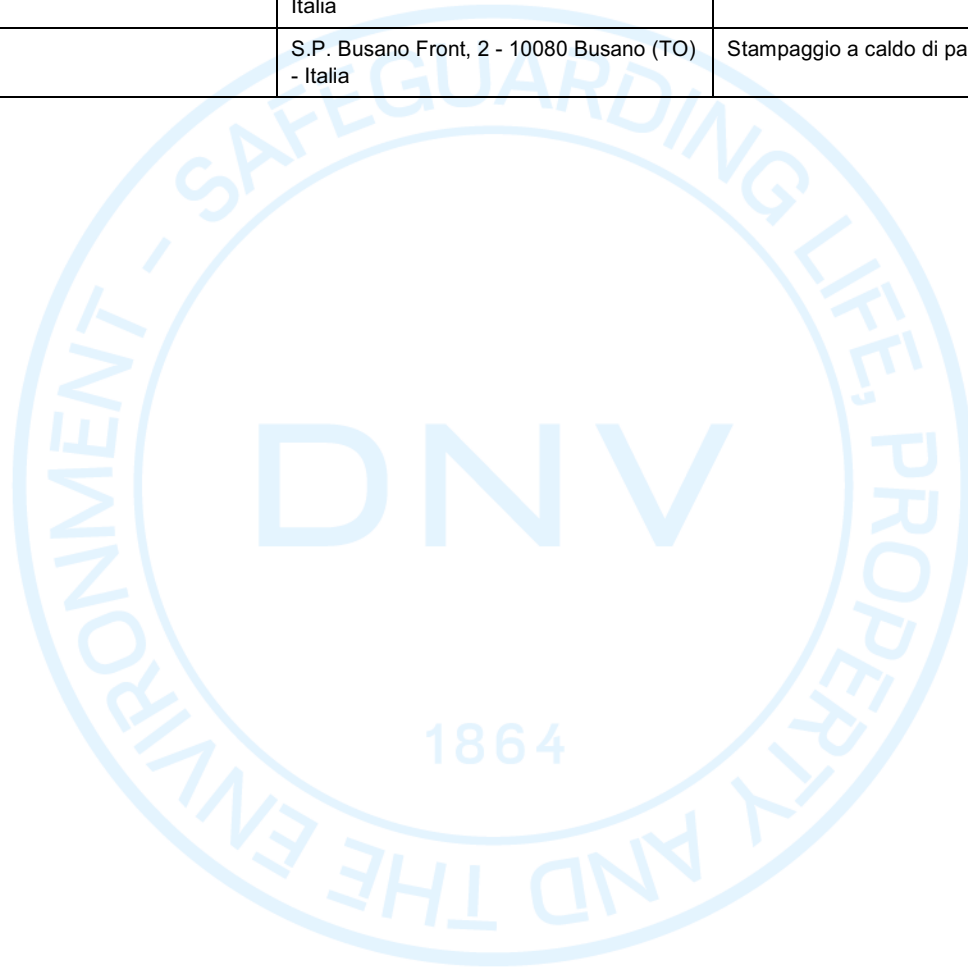 Italia
S.P. Busano Front, 2 - 10080 Busano (TO)
- Italia
Stampaggio a caldo di
SAFEGUARDING LIFE, PROPERTY AND THE ENVIRONMENT -
DNV
1864